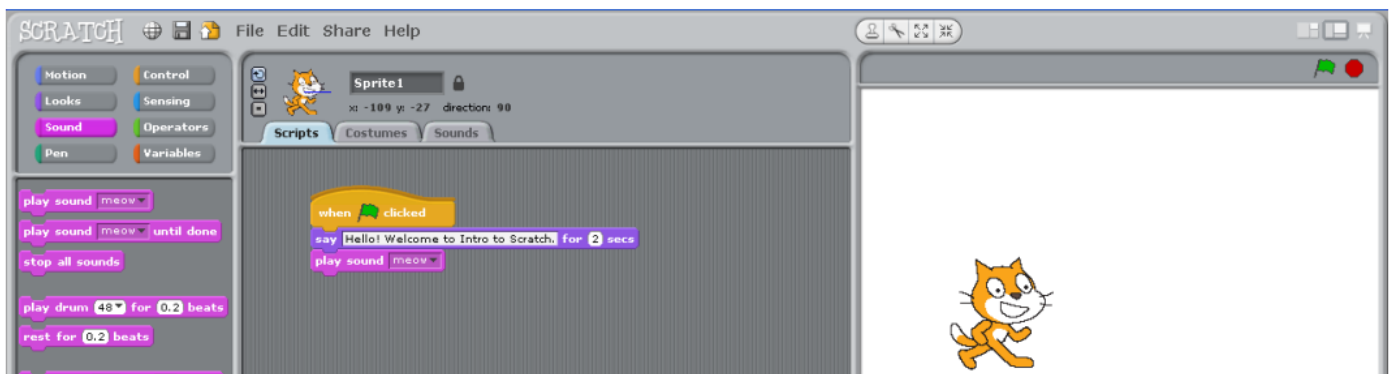 SCRATCH File Edit Share Help
Motion Control
Looks Sensing
Sound Operators
Pen Variables
play sound meow
play sound meow until done
stop all sounds
play drum 48 for 0.2 beats
rest for 0.2 beats
Sprite1
x: -109 y: -27 direction: 90
Scripts Costumes Sounds
when clicked
say Hello! Welcome to Intro to Scratch. for 2 secs
play sound meow